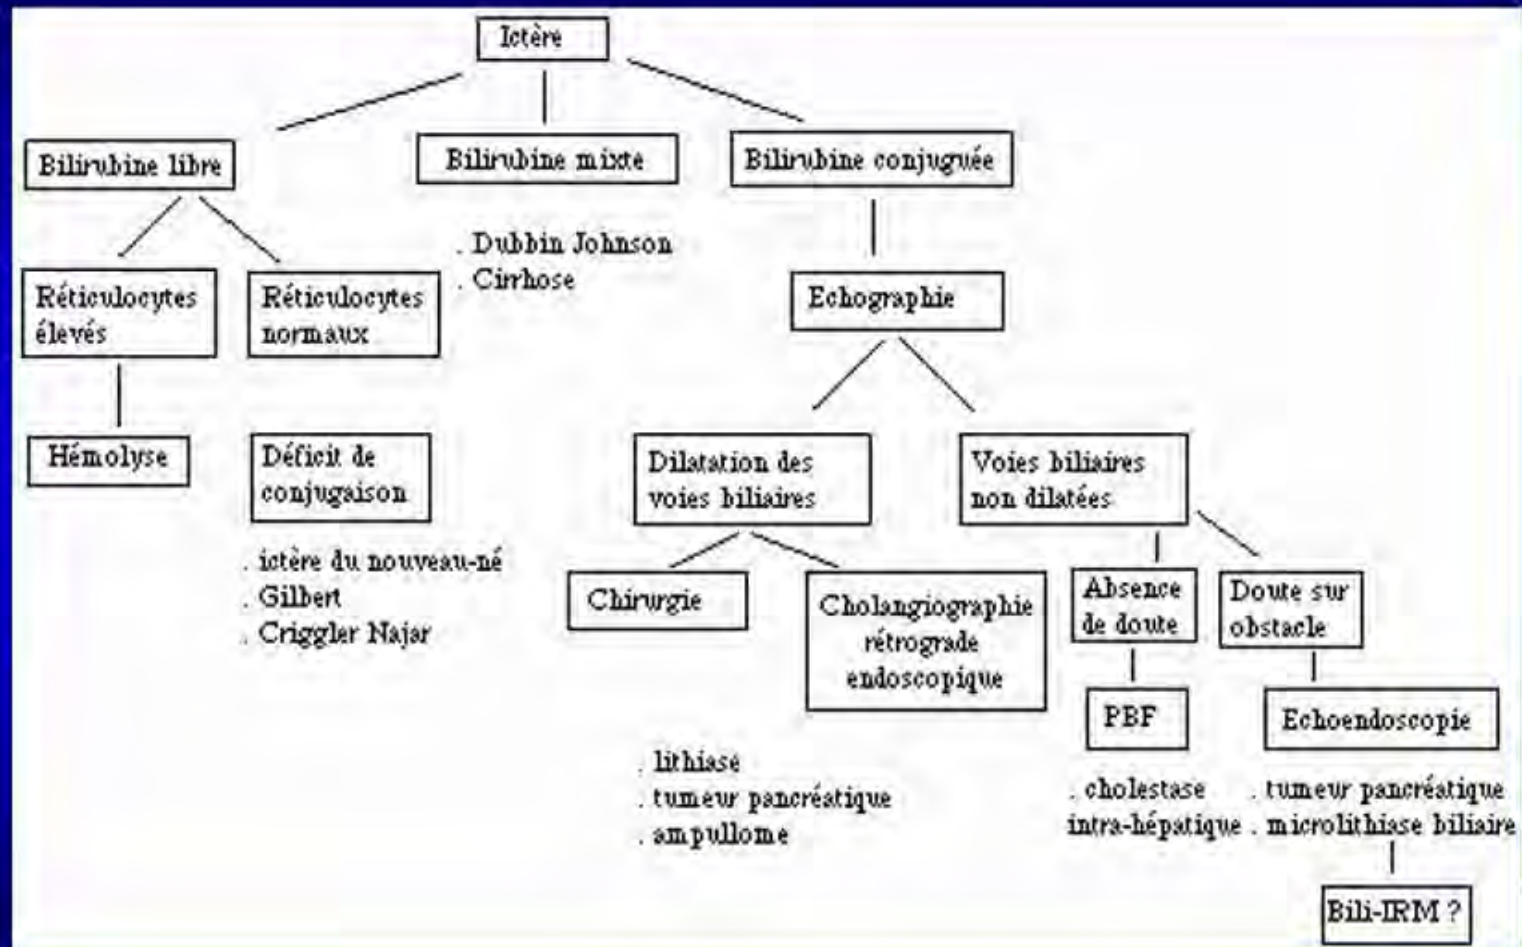 Ictère
Bilirubine libre
Bilirubine mixte
Bilirubine conjuguée
. Dubbin Johnson
. Cirrhose
Réticulocytes
élevés
Réticulocytes
normaux
Echographie
Hémolyse
Déficit de
conjugaison
. ictère du nouveau-né
. Gilbert
. Criggler Najar
Dilatation des
voies biliaires
Voies biliaires
non dilatées
Chirurgie
Cholangiographie
rétrograde
endoscopique
Absence
de doute
Doute sur
obstacle
PBF
Echoendoscopie
. lithiase
. tumeur pancréatique
. ampullome
. cholestase
intra-hépatique
. tumeur pancréatique
. microlithiase biliaire
Bili-IRM ?